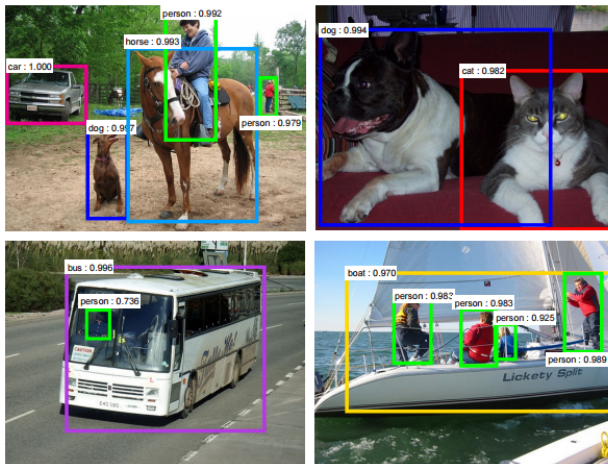 person : 0.992
horse : 0.993
car : 1.000
dog : 0.997
person : 0.979
dog : 0.994
cat : 0.982
bus : 0.996
person : 0.736
CAUTION
boat : 0.970
person : 0.983
person : 0.983
person : 0.925
person : 0.989
Lickety Split